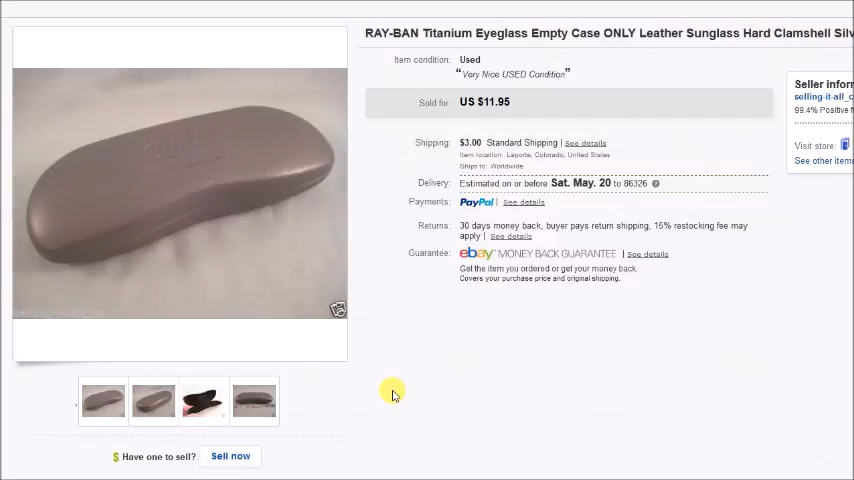 RAY-BAN Titanium Eyeglass Empty Case ONLY Leather Sunglass Hard Clamshell
Item condition: Used
"Very Nice USED Condition"
Sold for: US $11.95
Seller
selling-it-all_
99.4% Positive
Shipping: $3.00 Standard Shipping | See details
Item location: Laporte, Colorado, United States
Ships to: Worldwide
Visit store:
See other items
Delivery: Estimated on or before Sat. May. 20 to 86326
Payments: PayPal | See details
Returns: 30 days money back, buyer pays return shipping, 15% restocking fee may
apply | See details
Guarantee: ebay MONEY BACK GUARANTEE | See details
Get the item you ordered or get your money back.
Covers your purchase price and original shipping.
$ Have one to sell? Sell now